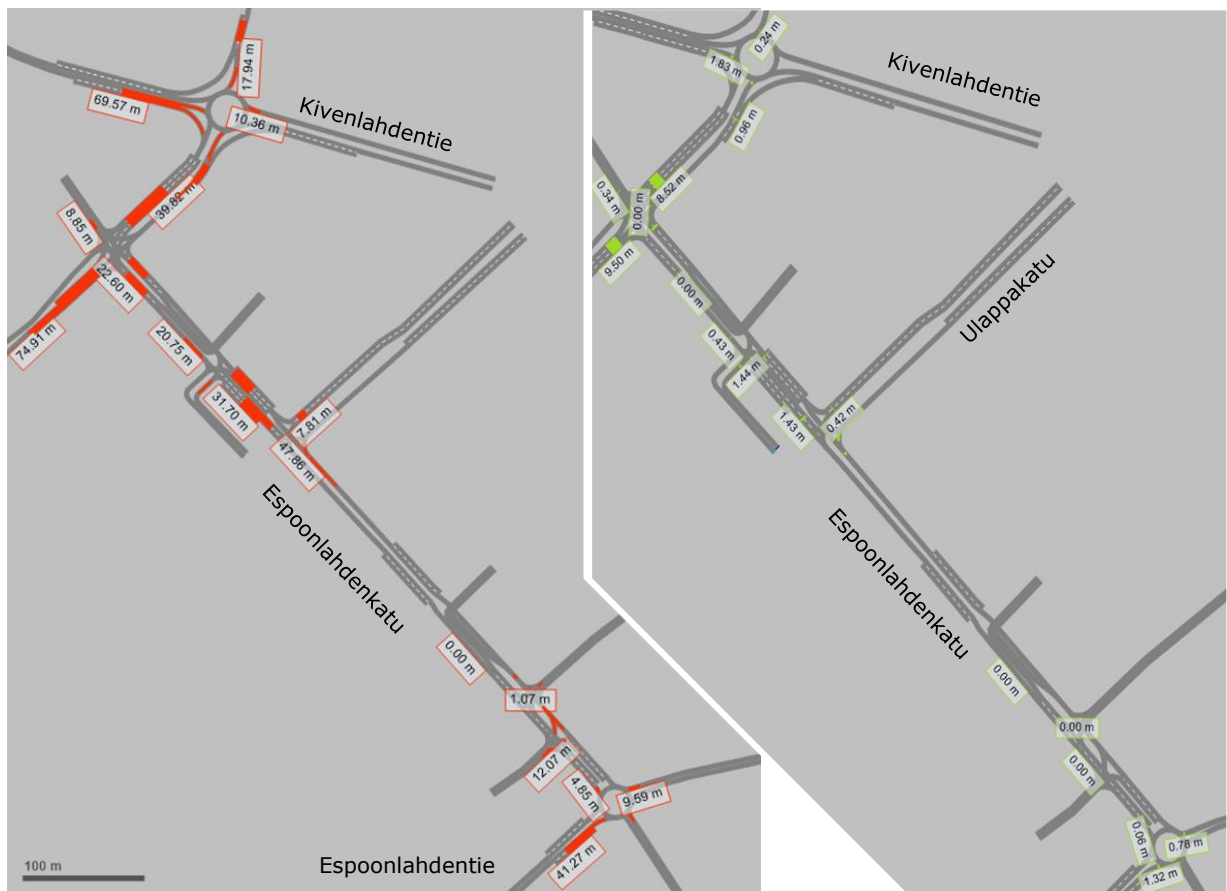 17.94 m
69.57 m
10.36 m
Kivenlahdentie
39.82 m
8.85 m
22.60 m
74.91 m
20.75 m
31.70 m
7.81 m
47.86 m
Espoonlahdenkatu
0.00 m
1.07 m
12.07 m
4.85 m
9.59 m
41.27 m
Espoonlahdentie
100 m
0.24 m
1.83 m
Kivenlahdentie
0.96 m
8.52 m
0.34 m
0.00 m
9.50 m
0.00 m
Ulappakatu
0.43 m
1.44 m
1.43 m
0.42 m
Espoonlahdenkatu
0.00 m
0.00 m
0.00 m
0.06 m
0.78 m
1.32 m